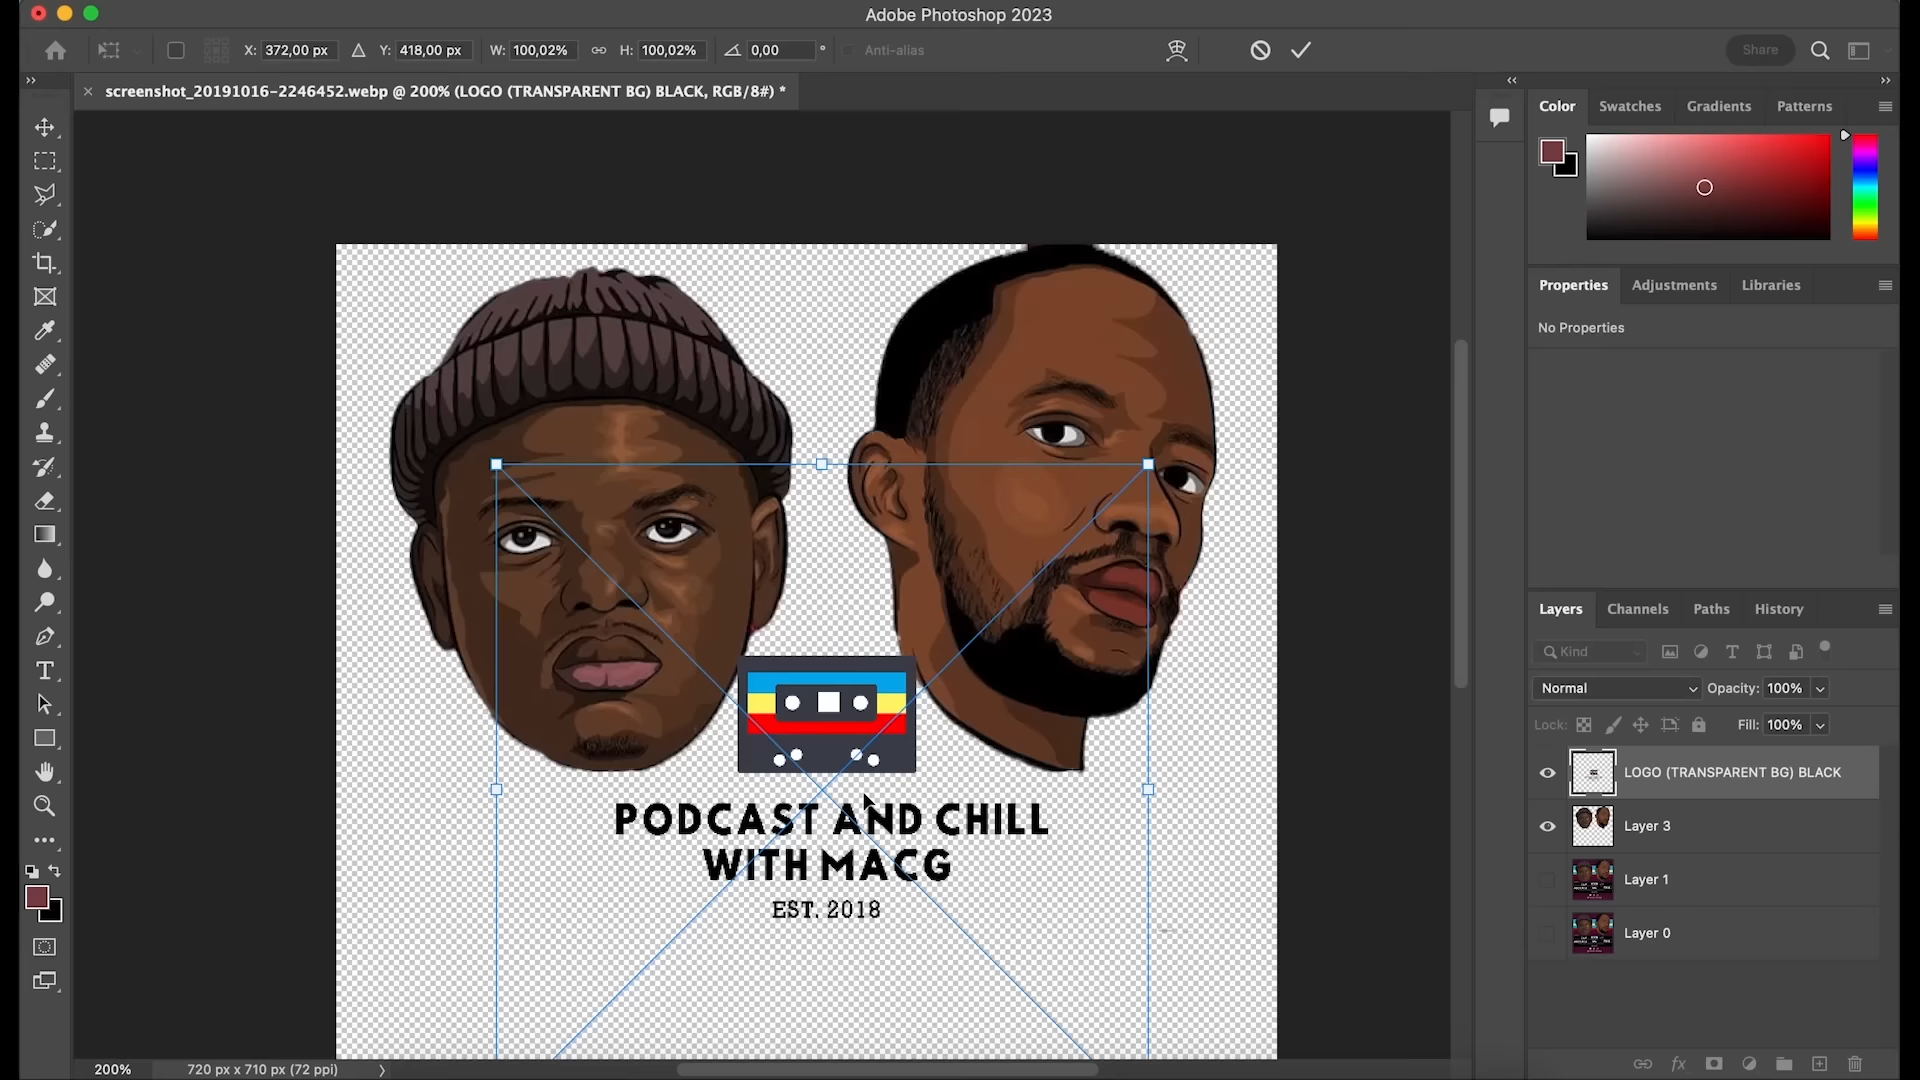 Adobe Photoshop 2023
X: 372,00 px Y: 418,00 px W: 100,02% H: 100,02% 0,00 ° Anti-alias Share
screenshot_20191016-2246452.webp @ 200% (LOGO (TRANSPARENT BG) BLACK, RGB/8#) *
Color Swatches Gradients Patterns
Properties Adjustments Libraries
No Properties
PODCAST AND CHILL
WITH MACG
EST. 2018
Layers Channels Paths History
Kind
Normal Opacity: 100%
Lock: Fill: 100%
LOGO (TRANSPARENT BG) BLACK
Layer 3
Layer 1
Layer 0
200% 720 px x 710 px (72 ppi)